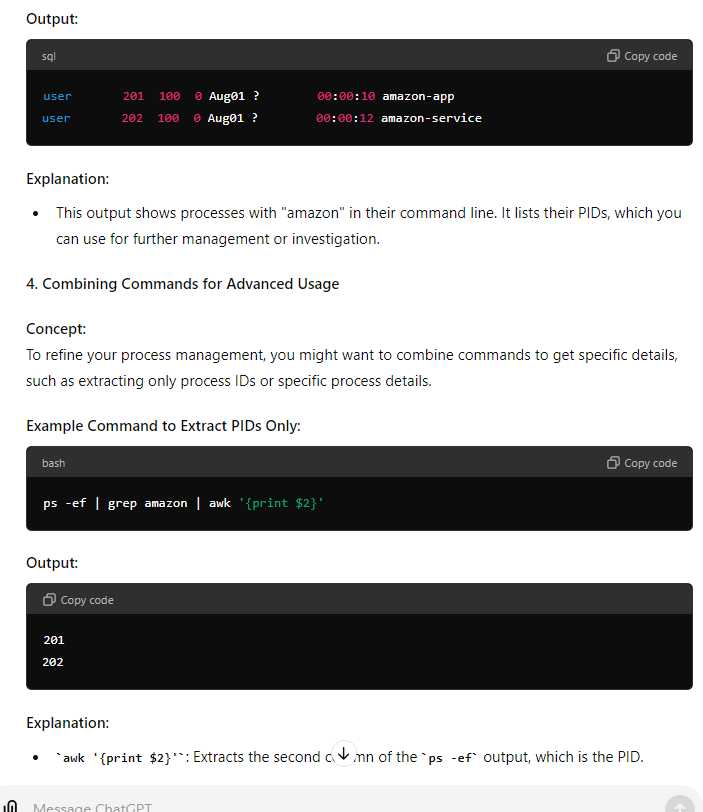 Output:
sql
Copy code
user 201 100 0 Aug01 ? 00:00:10 amazon-app
user 202 100 0 Aug01 ? 00:00:12 amazon-service
Explanation:
• This output shows processes with "amazon" in their command line. It lists their PIDs, which you
can use for further management or investigation.
4. Combining Commands for Advanced Usage
Concept:
To refine your process management, you might want to combine commands to get specific details,
such as extracting only process IDs or specific process details.
Example Command to Extract PIDs Only:
bash
Copy code
ps -ef | grep amazon | awk '{print $2}'
Output:
Copy code
201
202
Explanation:
• `awk '{print $2}'`: Extracts the second of the `ps -ef` output, which is the PID.
Message ChatGPT